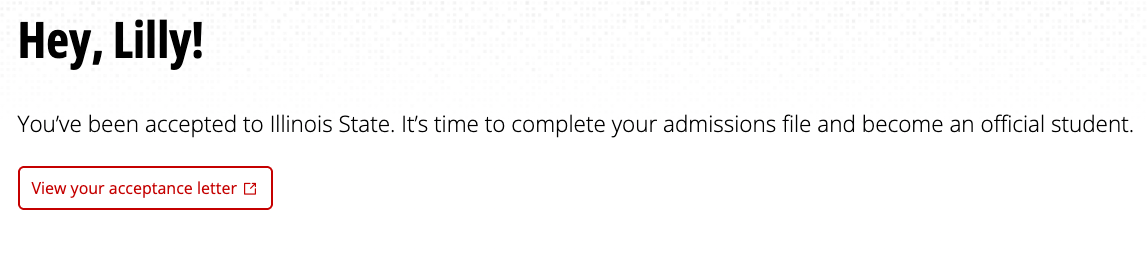 Hey, Lilly!
You’ve been accepted to Illinois State. It’s time to complete your admissions file and become an official student.
View your acceptance letter